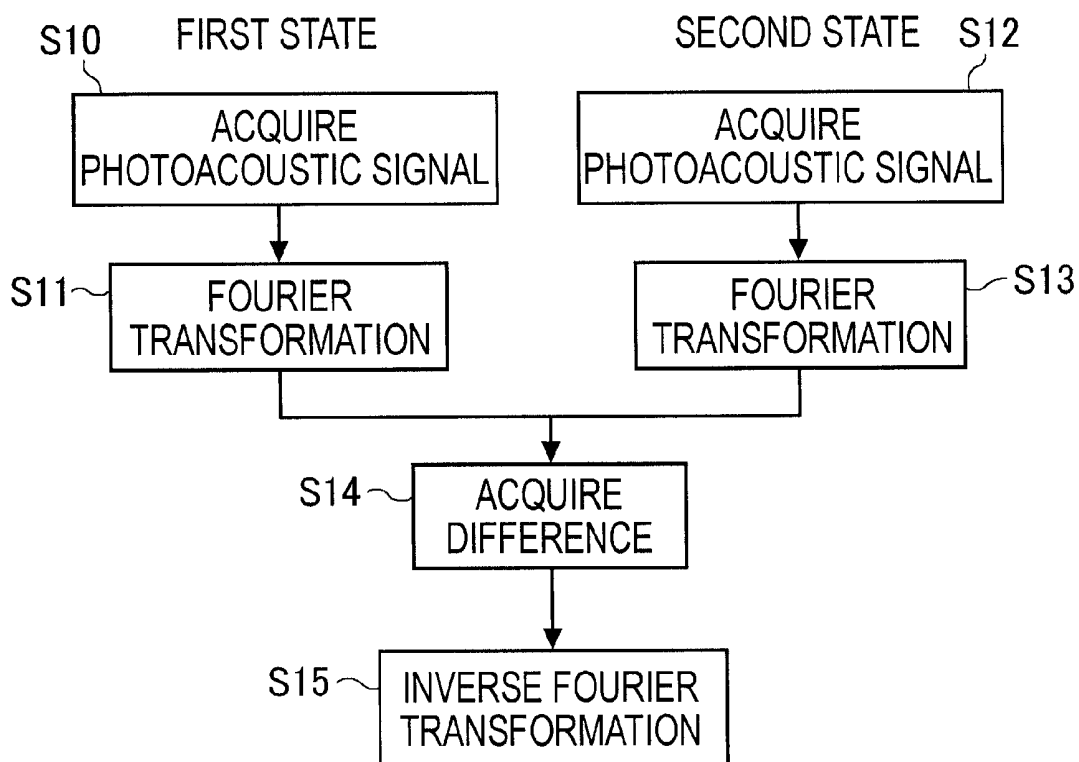 S10
FIRST STATE
SECOND STATE
S12
ACQUIRE
PHOTOACOUSTIC SIGNAL
ACQUIRE
PHOTOACOUSTIC SIGNAL
S11
FOURIER
TRANSFORMATION
FOURIER
TRANSFORMATION
S13
S14
ACQUIRE
DIFFERENCE
S15
INVERSE FOURIER
TRANSFORMATION